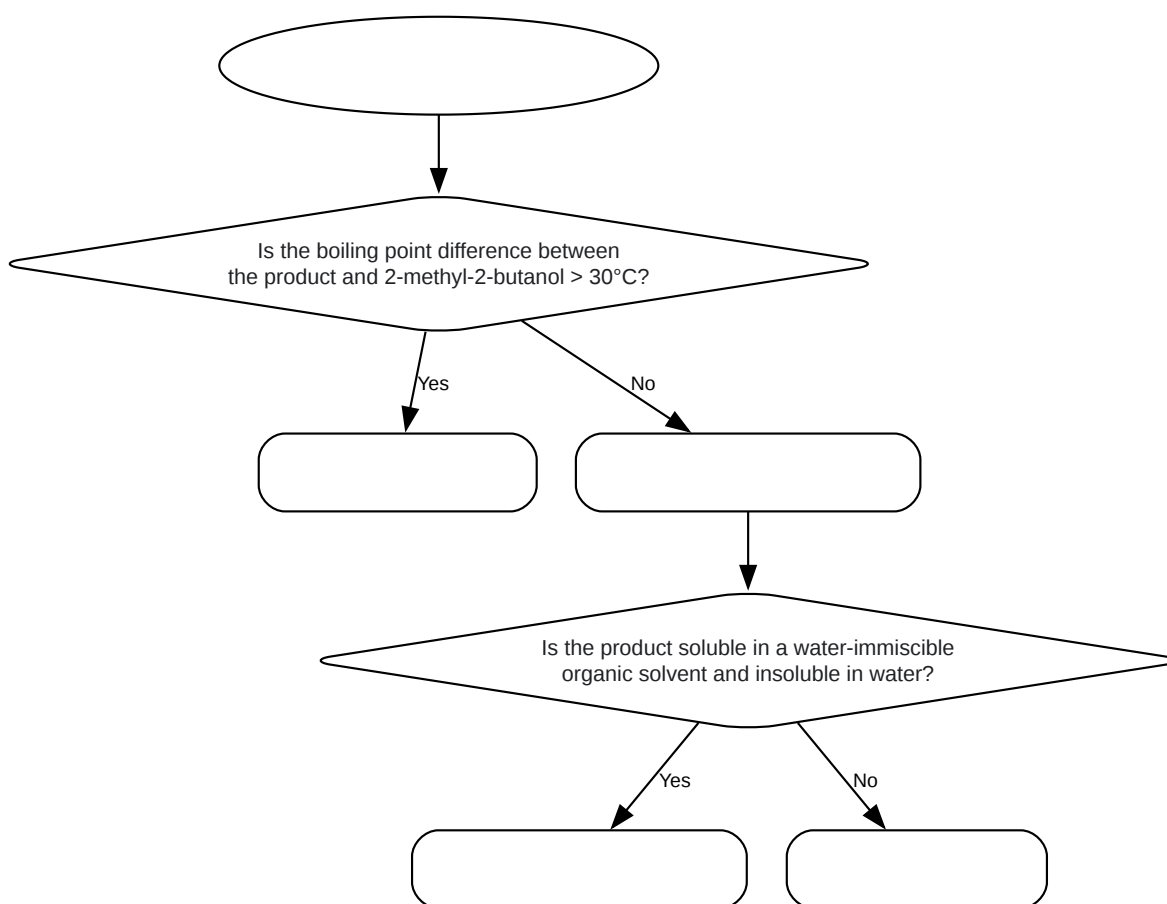 Is the boiling point difference between
the product and 2-methyl-2-butanol > 30°C?
Yes
No
Is the product soluble in a water-immiscible
organic solvent and insoluble in water?
Yes
No